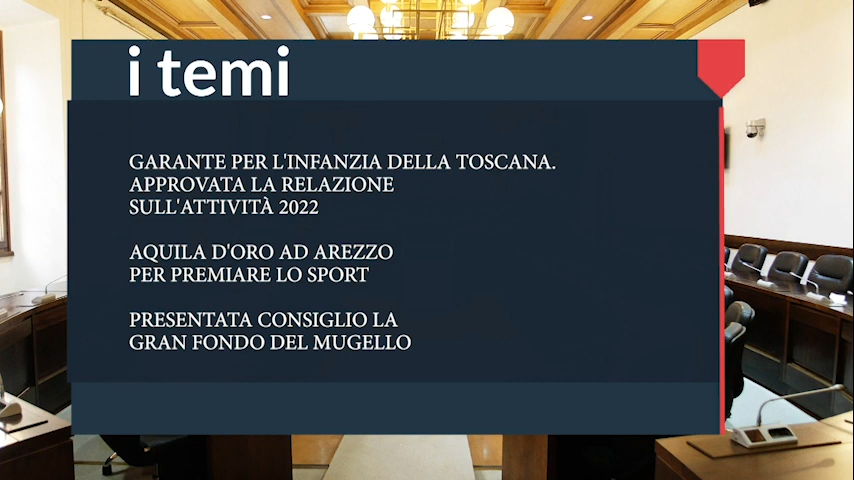 i temi
GARANTE PER L'INFANZIA DELLA TOSCANA.
APPROVATA LA RELAZIONE
SULL'ATTIVITÀ 2022
AQUILA D'ORO AD AREZZO
PER PREMIARE LO SPORT
PRESENTATA CONSIGLIO LA
GRAN FONDO DEL MUGELLO